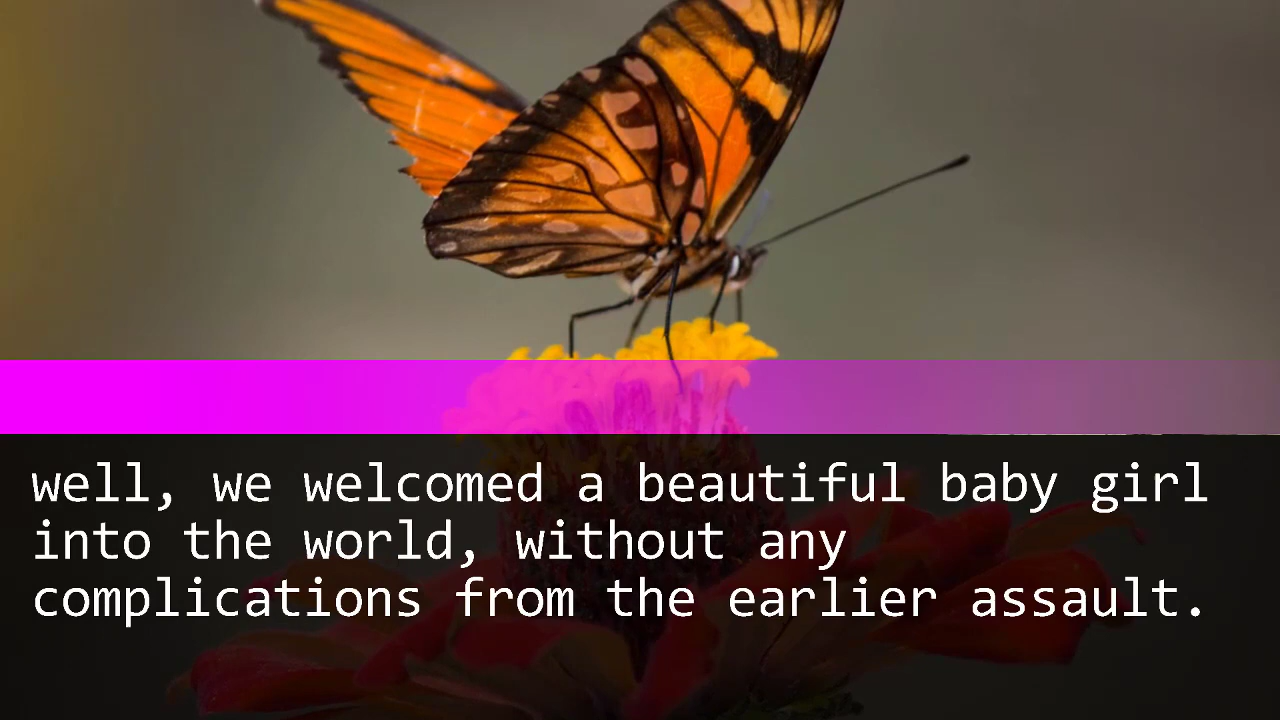 well, we welcomed a beautiful baby girl
into the world, without any
complications from the earlier assault.